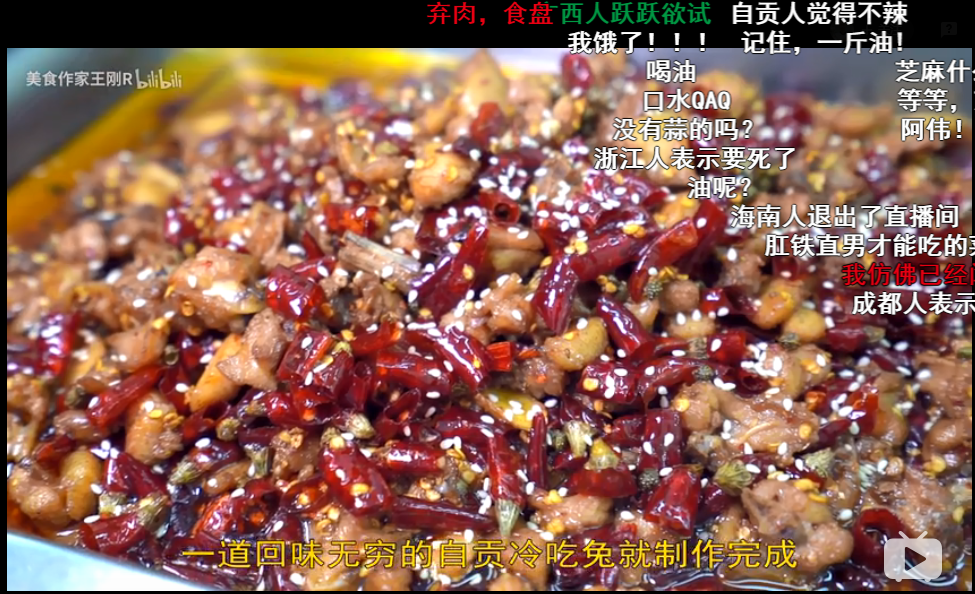 弃肉，食盘
西人跃跃欲试
自贡人觉得不辣
我饿了！！！
记住，一斤油！
美食作家王刚R bilibili
喝油
芝麻什
口水QAQ
等等，
没有蒜的吗？
阿伟！
浙江人表示要死了
油呢？
海南人退出了直播间
肛铁直男才能吃的
我仿佛已经
成都人表示
一道回味无穷的自贡冷吃兔就制作完成